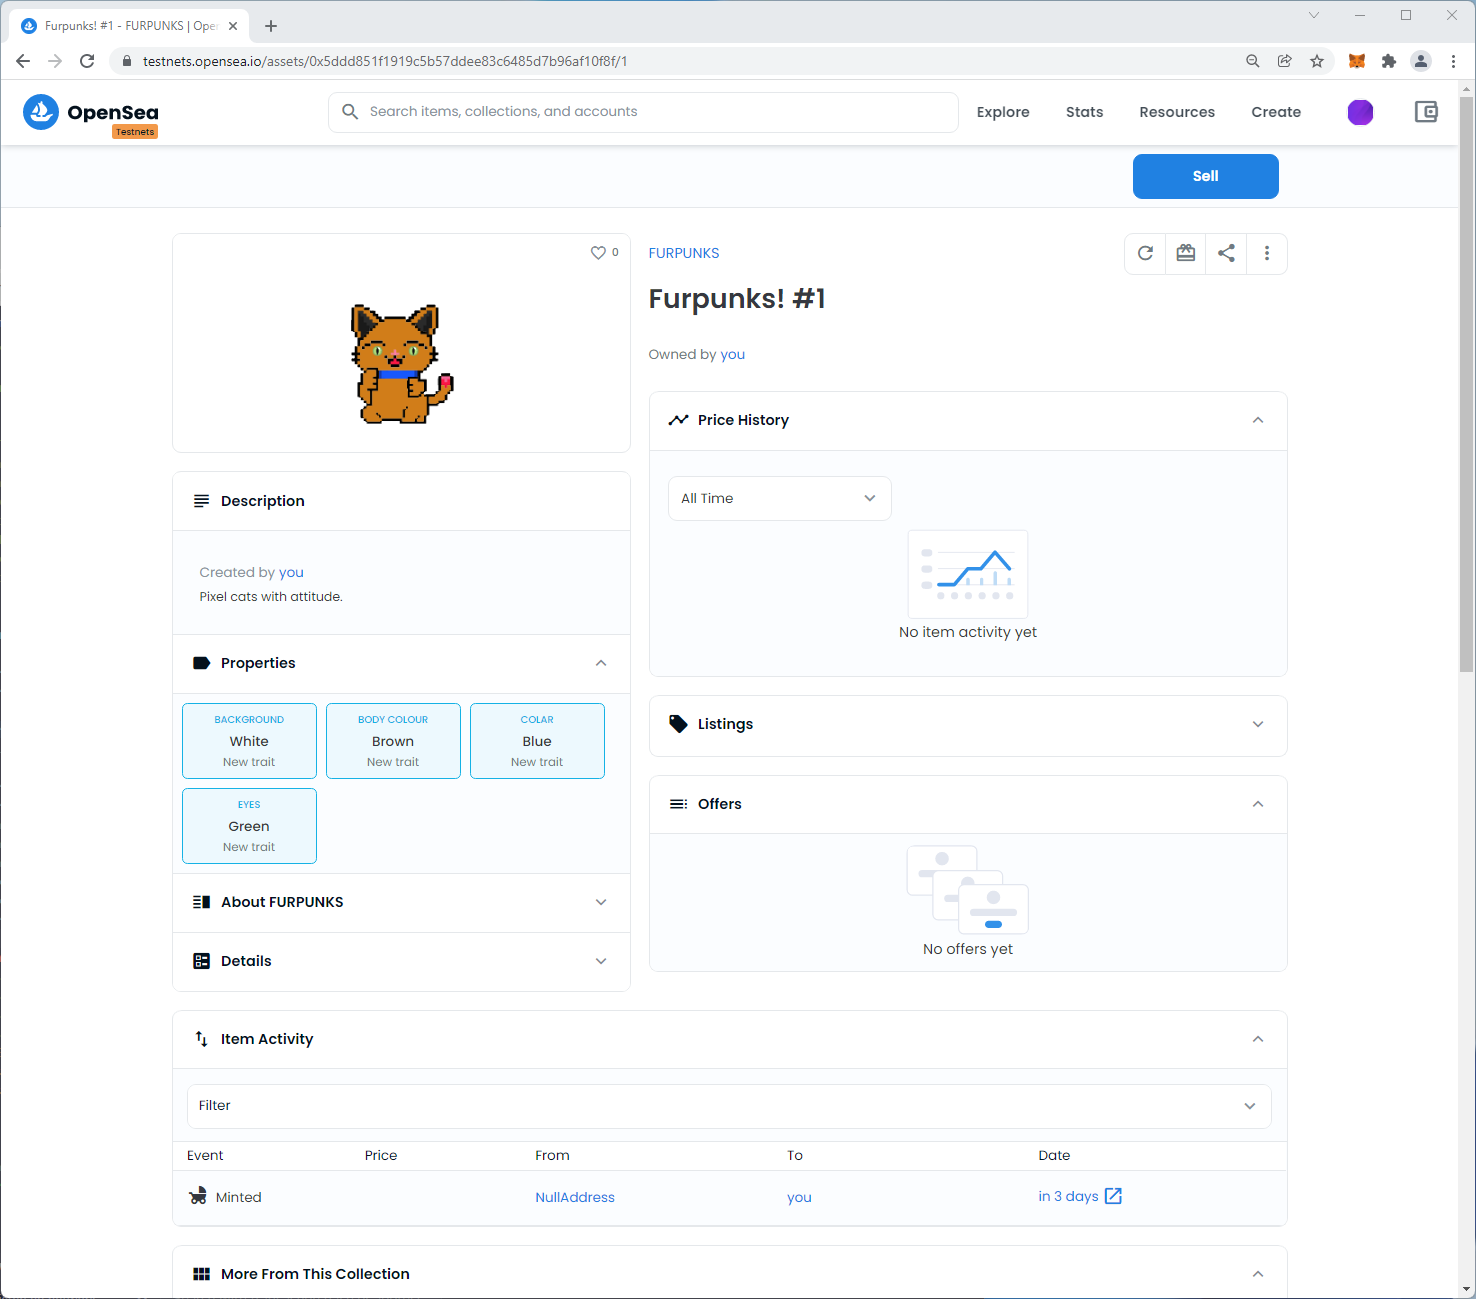 Furpunks! #1 - FURPUNKS | Ope
testnets.opensea.io/assets/0x5ddd851f1919c5b57ddee83c6485d7b96af10f8f/1
OpenSea
Testnets
Search items, collections, and accounts
Explore
Stats
Resources
Create
Sell
0
FURPUNKS
Furpunks! #1
Owned by you
Price History
All Time
No item activity yet
Description
Created by you
Pixel cats with attitude.
Properties
BACKGROUND
White
New trait
BODY COLOUR
Brown
New trait
COLAR
Blue
New trait
EYES
Green
New trait
About FURPUNKS
Details
Listings
Offers
No offers yet
Item Activity
Filter
Event Price From To Date
Minted NullAddress you in 3 days
More From This Collection